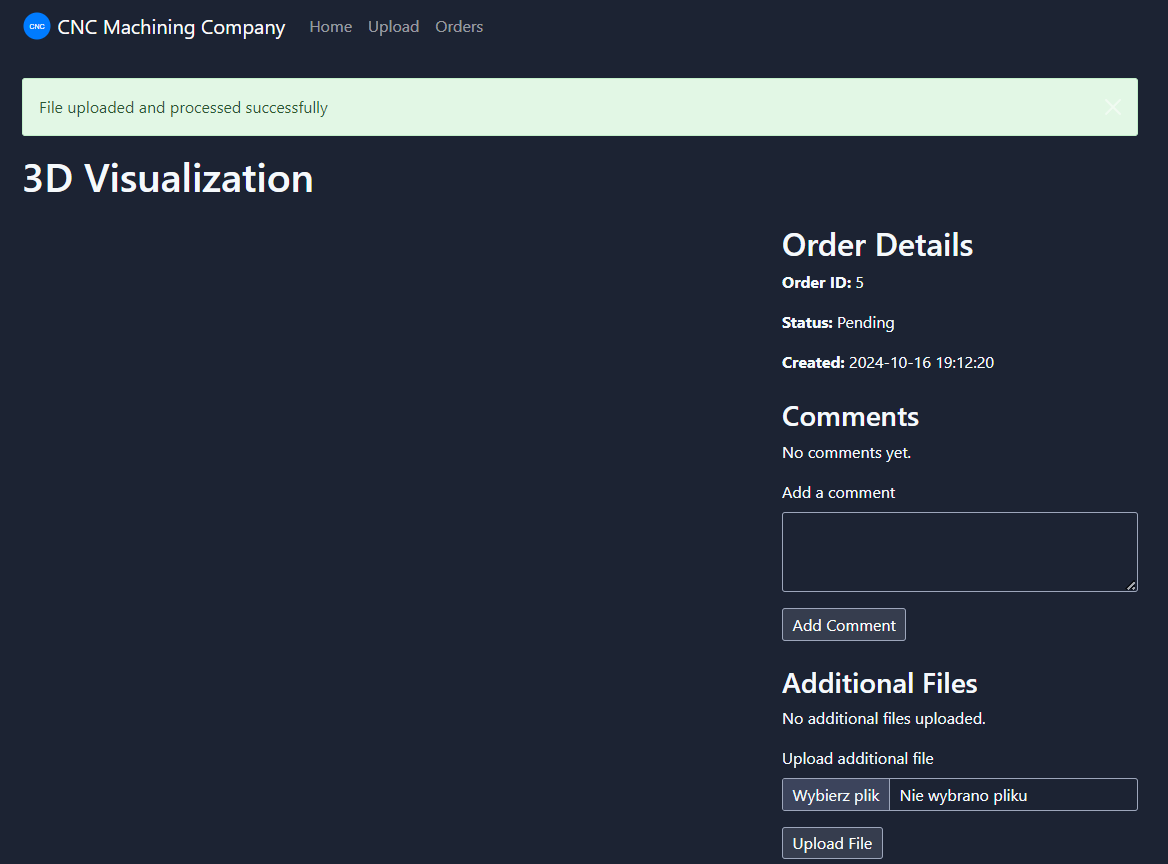 CNC CNC Machining Company Home Upload Orders
File uploaded and processed successfully
3D Visualization
Order Details
Order ID: 5
Status: Pending
Created: 2024-10-16 19:12:20
Comments
No comments yet.
Add a comment
Add Comment
Additional Files
No additional files uploaded.
Upload additional file
Wybierz plik Nie wybrano pliku
Upload File